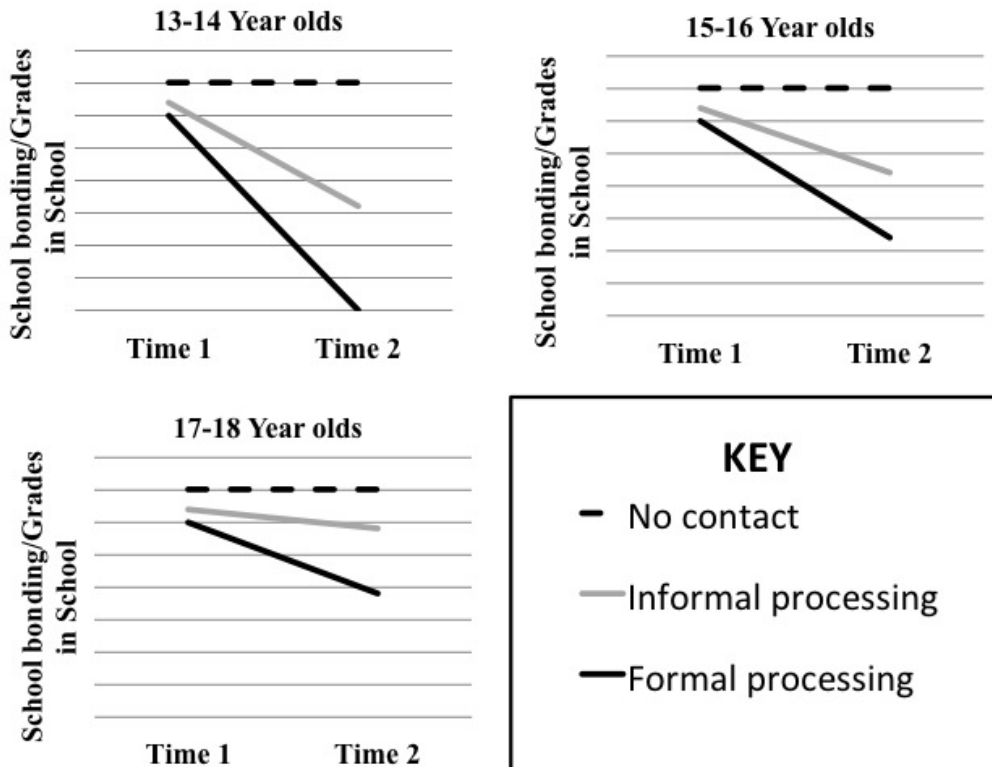 13-14 Year olds
School bonding/Grades
in School
Time 1 Time 2
15-16 Year olds
School bonding/Grades
in School
Time 1 Time 2
17-18 Year olds
School bonding/Grades
in School
Time 1 Time 2
KEY
No contact
Informal processing
Formal processing